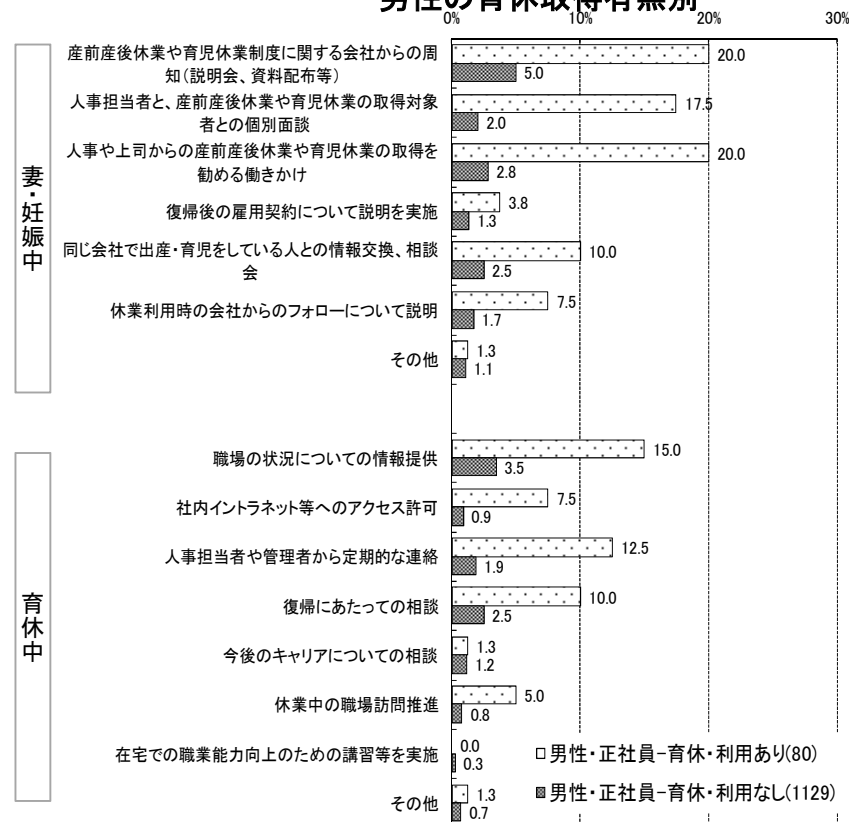 男性の育休取得有無別
0%
10%
20%
30%
妻・妊娠中
産前産後休業や育児休業制度に関する会社からの周
知（説明会、資料配布等）
20.0
5.0
人事担当者と、産前産後休業や育児休業の取得対象
者との個別面談
17.5
2.0
人事や上司からの産前産後休業や育児休業の取得を
勧める働きかけ
20.0
2.8
復帰後の雇用契約について説明を実施
3.8
1.3
同じ会社で出産・育児をしている人との情報交換、相談
会
10.0
2.5
休業利用時の会社からのフォローについて説明
7.5
1.7
その他
1.3
1.1
育休中
職場の状況についての情報提供
15.0
3.5
社内イントラネット等へのアクセス許可
7.5
0.9
人事担当者や管理者から定期的な連絡
12.5
1.9
復帰にあたっての相談
10.0
2.5
今後のキャリアについての相談
1.3
1.2
休業中の職場訪問推進
5.0
0.8
在宅での職業能力向上のための講習等を実施
0.0
0.3
その他
1.3
0.7
男性・正社員−育休・利用あり(80)
男性・正社員−育休・利用なし(1129)